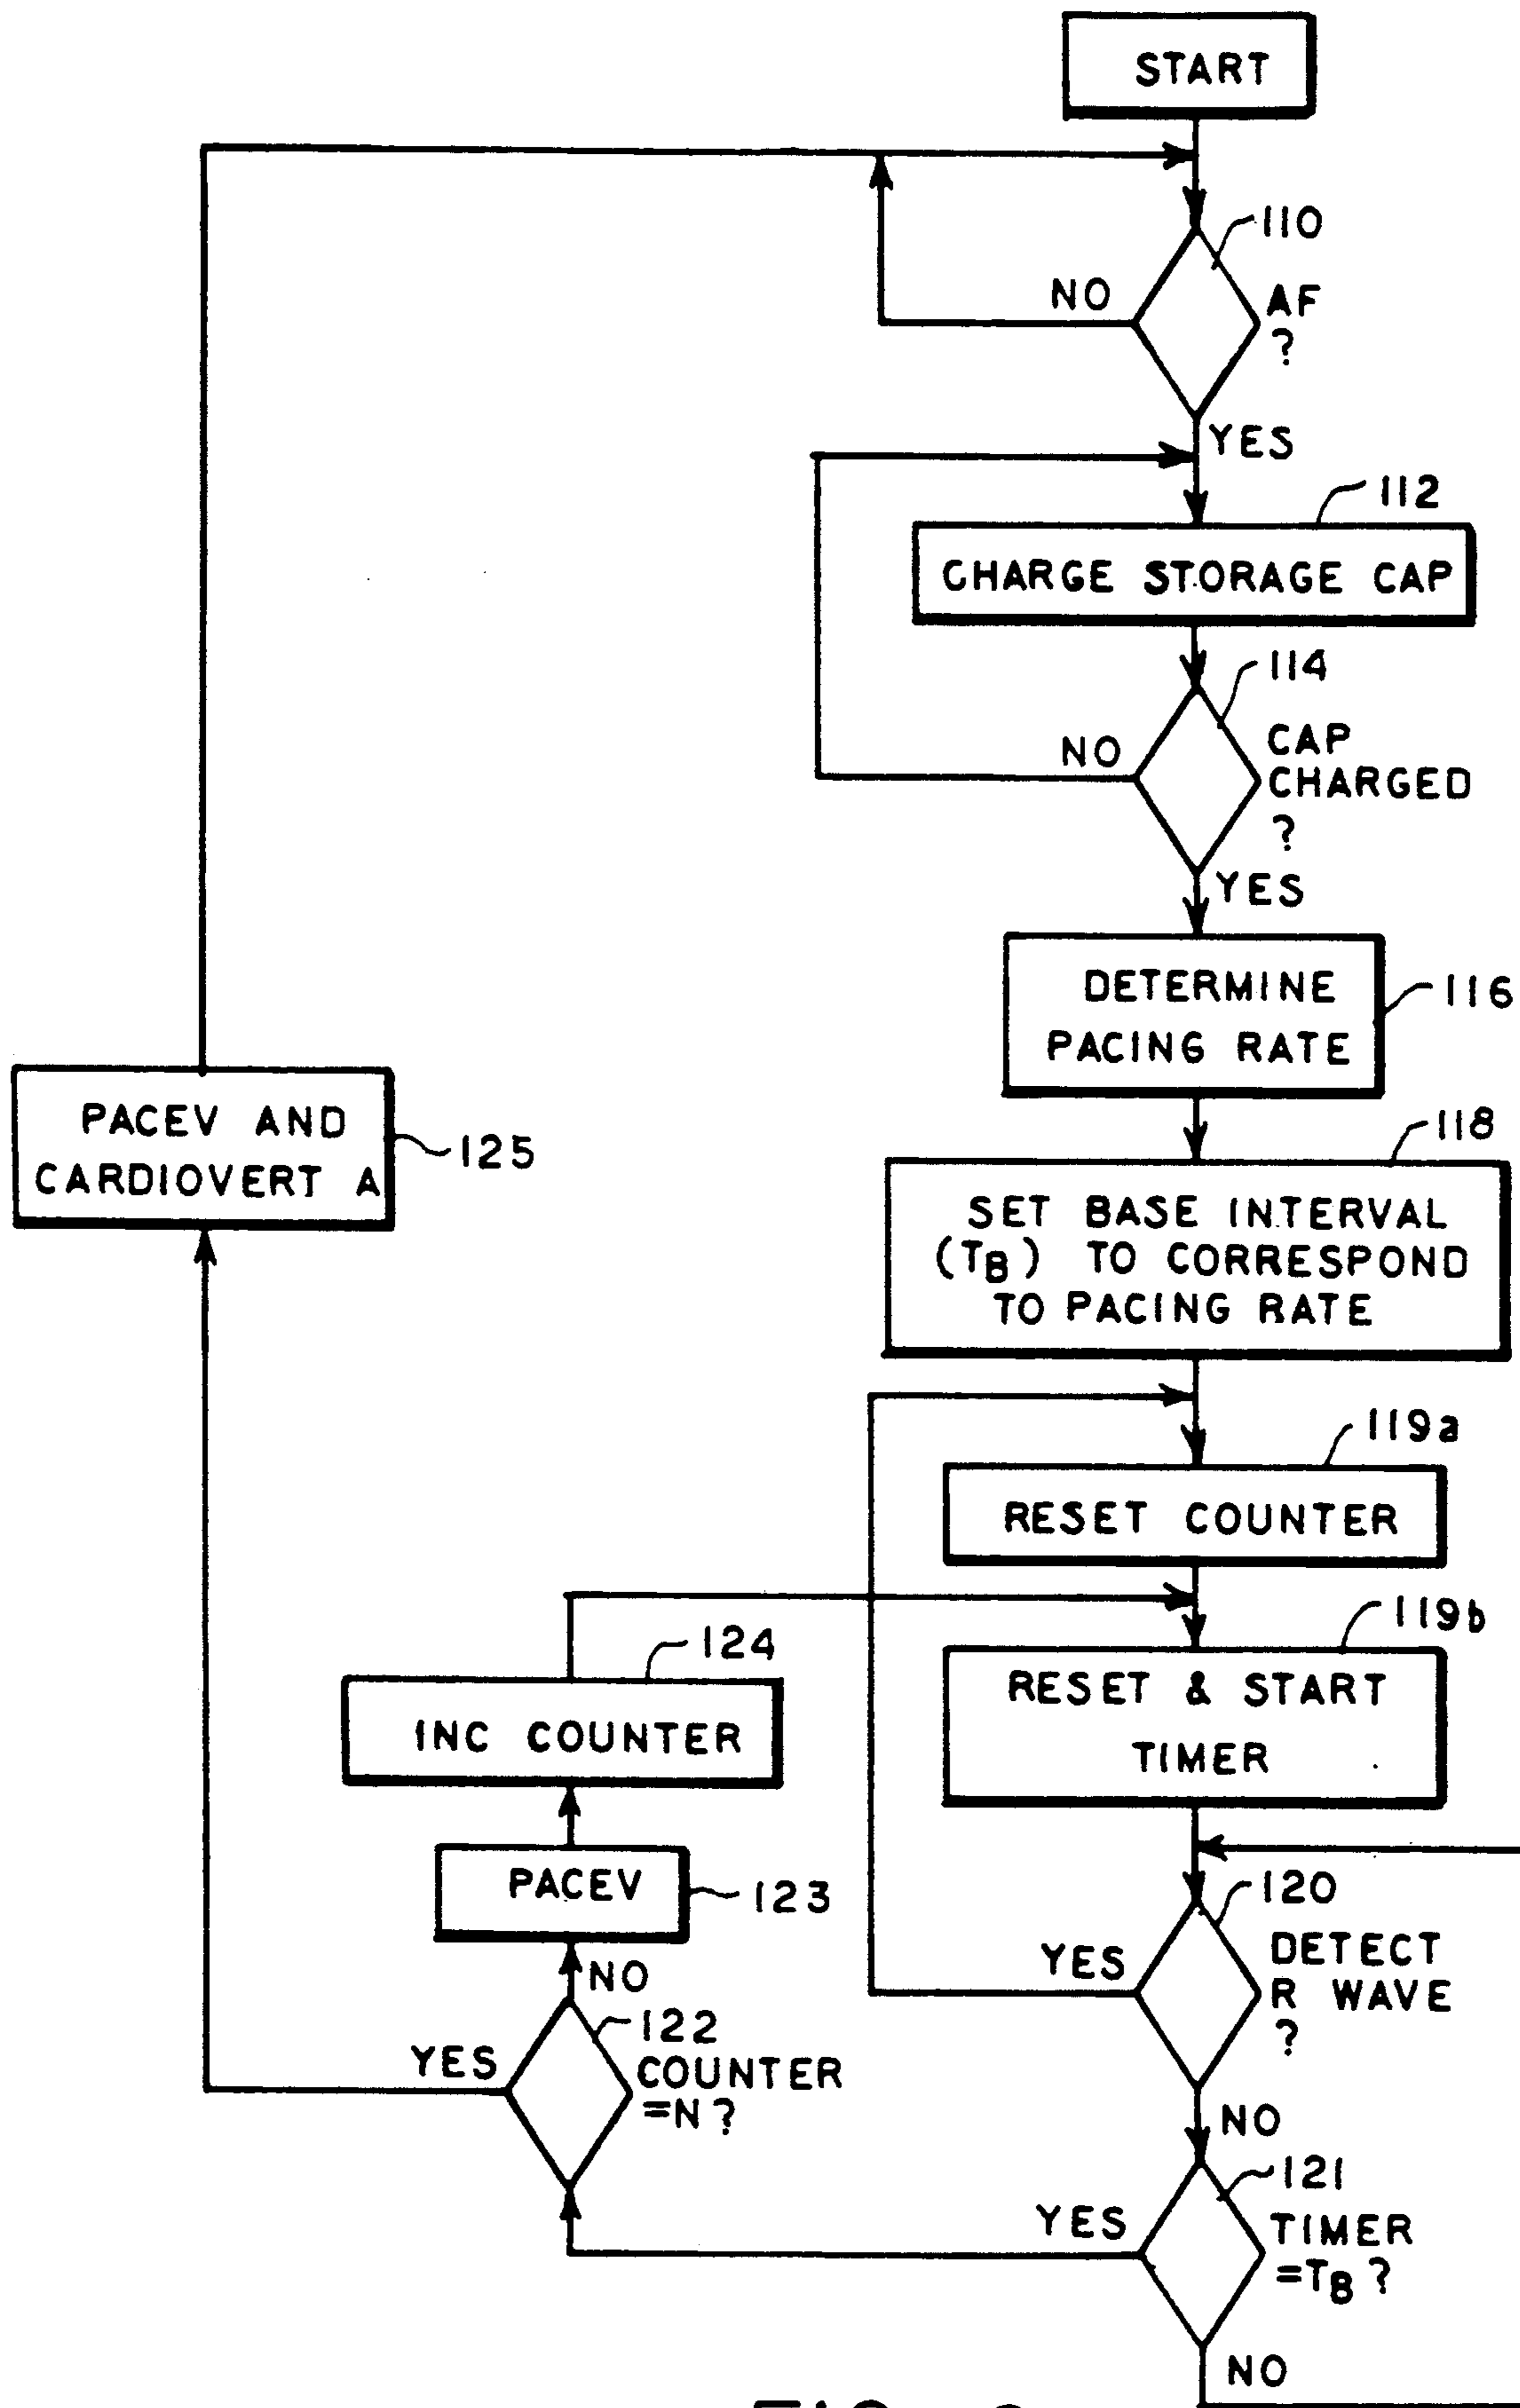 START
110
NO
AF
?
YES
112
CHARGE STORAGE CAP
114
NO
CAP
CHARGED
?
YES
DETERMINE
PACING RATE
116
PACEV AND
CARDIOVERT A
125
118
SET BASE INTERVAL
(TB) TO CORRESPOND
TO PACING RATE
119a
RESET COUNTER
119b
RESET & START
TIMER
124
INC COUNTER
PACEV
123
NO
120
YES
DETECT
R WAVE
?
122
YES
COUNTER
=N?
NO
121
YES
TIMER
=TB?
NO